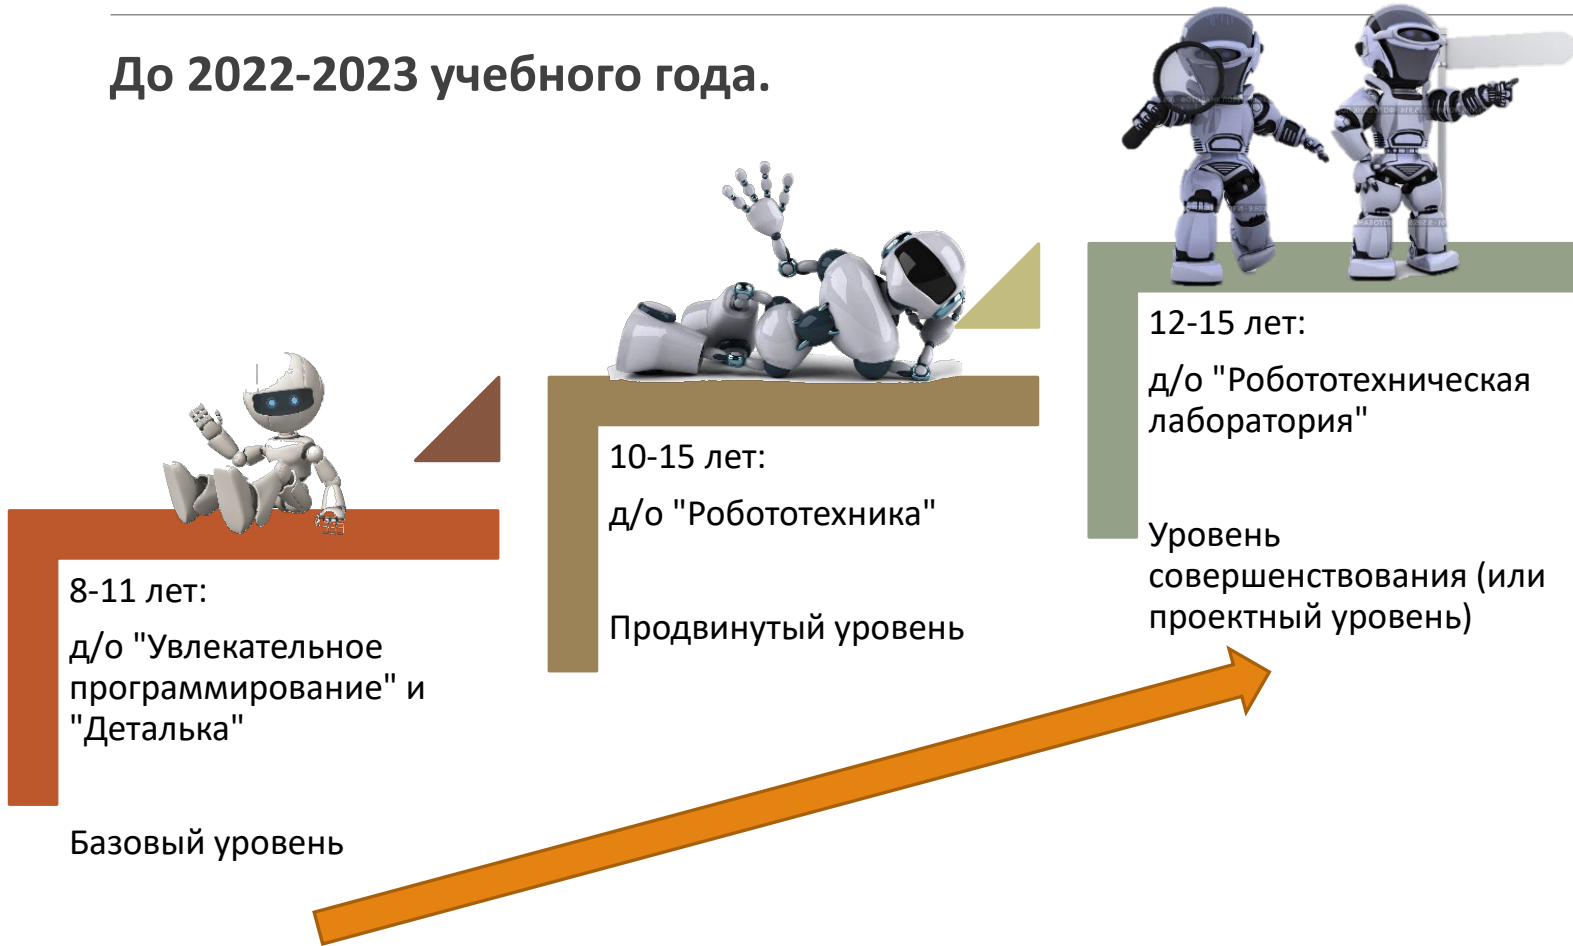 До 2022-2023 учебного года.
8-11 лет:
д/о "Увлекательное
программирование" и
"Деталька"
Базовый уровень
10-15 лет:
д/о "Робототехника"
Продвинутый уровень
12-15 лет:
д/о "Робототехническая
лаборатория"
Уровень
совершенствования (или
проектный уровень)